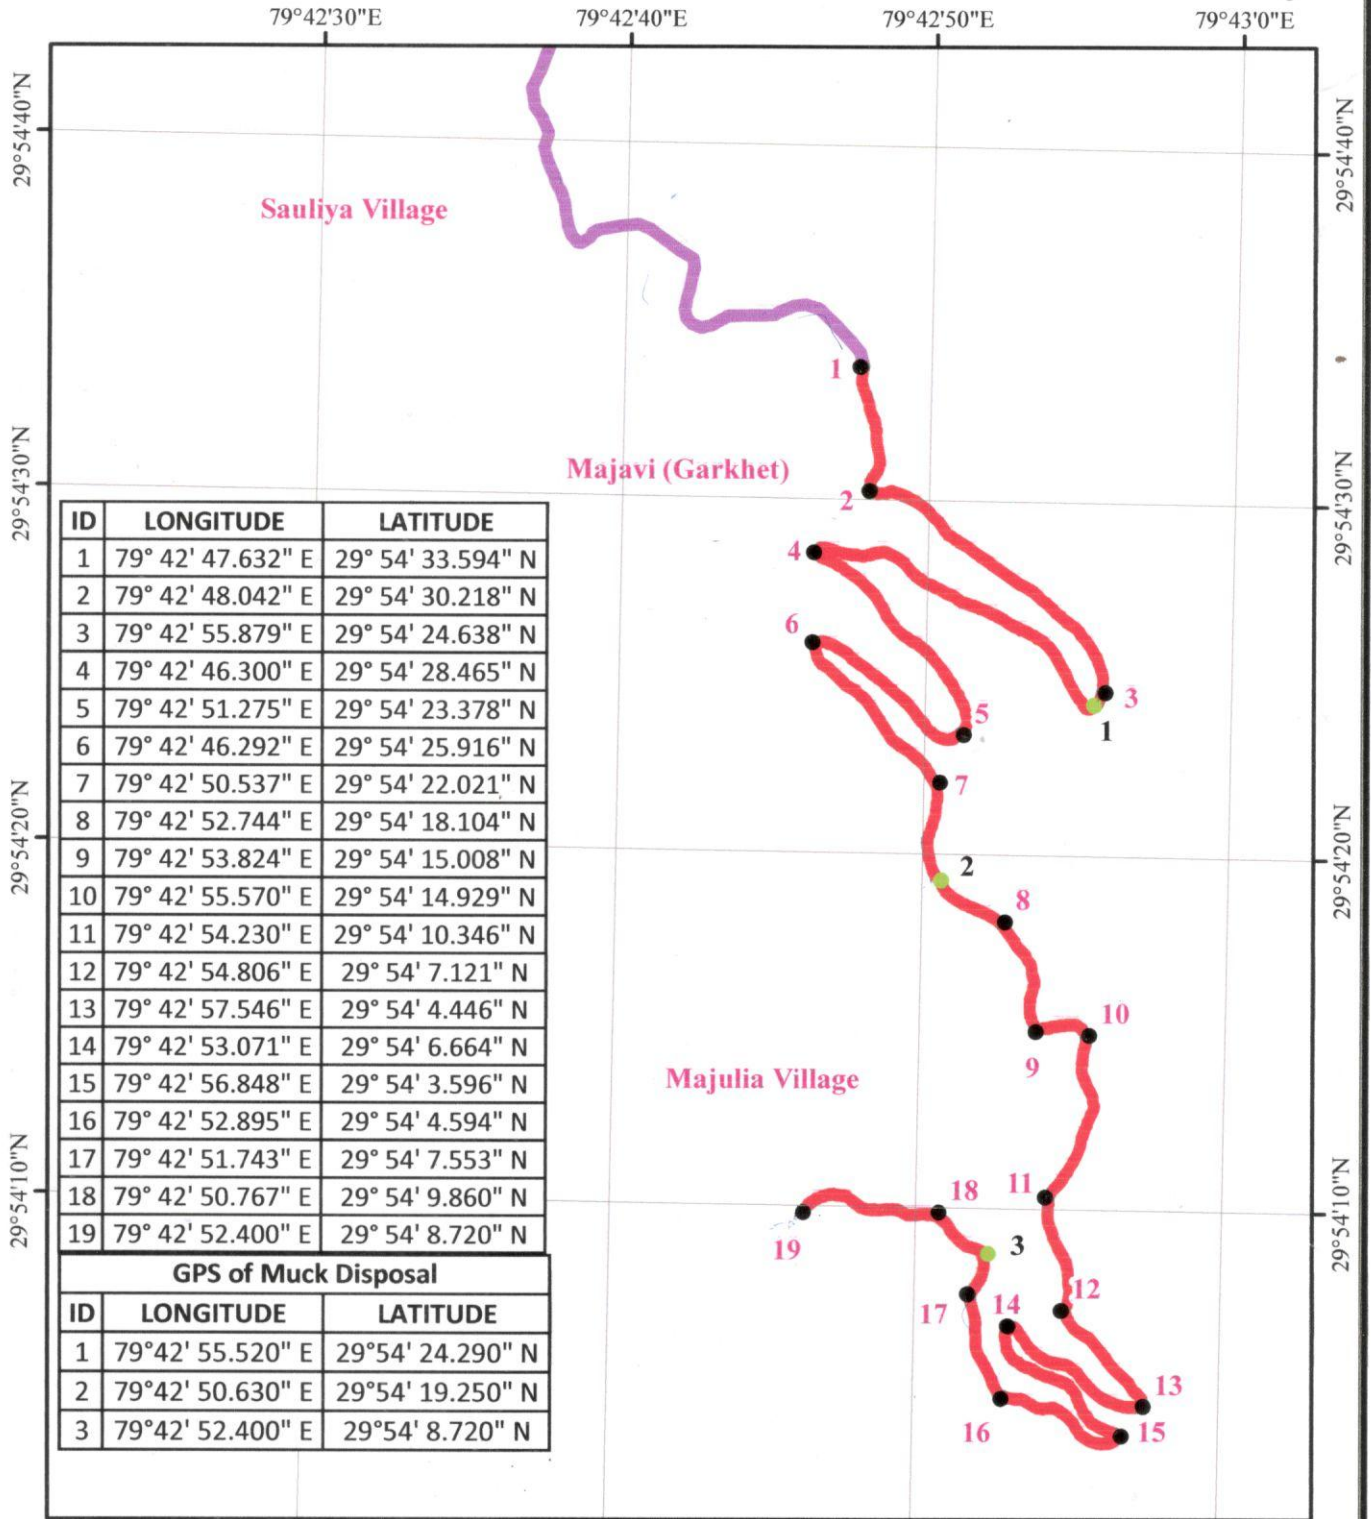 79°42'30"E 79°42'40"E 79°42'50"E 79°43'0"E
29°54'40"N 29°54'40"N
Sauliya Village
1
Majavi (Garkhet)
29°54'30"N 29°54'30"N
2
4
6
3
5
1
7
ID LONGITUDE LATITUDE
1 79° 42' 47.632" E 29° 54' 33.594" N
2 79° 42' 48.042" E 29° 54' 30.218" N
3 79° 42' 55.879" E 29° 54' 24.638" N
4 79° 42' 46.300" E 29° 54' 28.465" N
5 79° 42' 51.275" E 29° 54' 23.378" N
6 79° 42' 46.292" E 29° 54' 25.916" N
7 79° 42' 50.537" E 29° 54' 22.021" N
8 79° 42' 52.744" E 29° 54' 18.104" N
9 79° 42' 53.824" E 29° 54' 15.008" N
10 79° 42' 55.570" E 29° 54' 14.929" N
11 79° 42' 54.230" E 29° 54' 10.346" N
12 79° 42' 54.806" E 29° 54' 7.121" N
13 79° 42' 57.546" E 29° 54' 4.446" N
14 79° 42' 53.071" E 29° 54' 6.664" N
15 79° 42' 56.848" E 29° 54' 3.596" N
16 79° 42' 52.895" E 29° 54' 4.594" N
17 79° 42' 51.743" E 29° 54' 7.553" N
18 79° 42' 50.767" E 29° 54' 9.860" N
19 79° 42' 52.400" E 29° 54' 8.720" N
GPS of Muck Disposal
ID LONGITUDE LATITUDE
1 79°42' 55.520" E 29°54' 24.290" N
2 79°42' 50.630" E 29°54' 19.250" N
3 79°42' 52.400" E 29°54' 8.720" N
29°54'20"N 29°54'20"N
2
8
10
9
Majulia Village
29°54'10"N 29°54'10"N
11
18
19
3
12
17 14
13
16 15